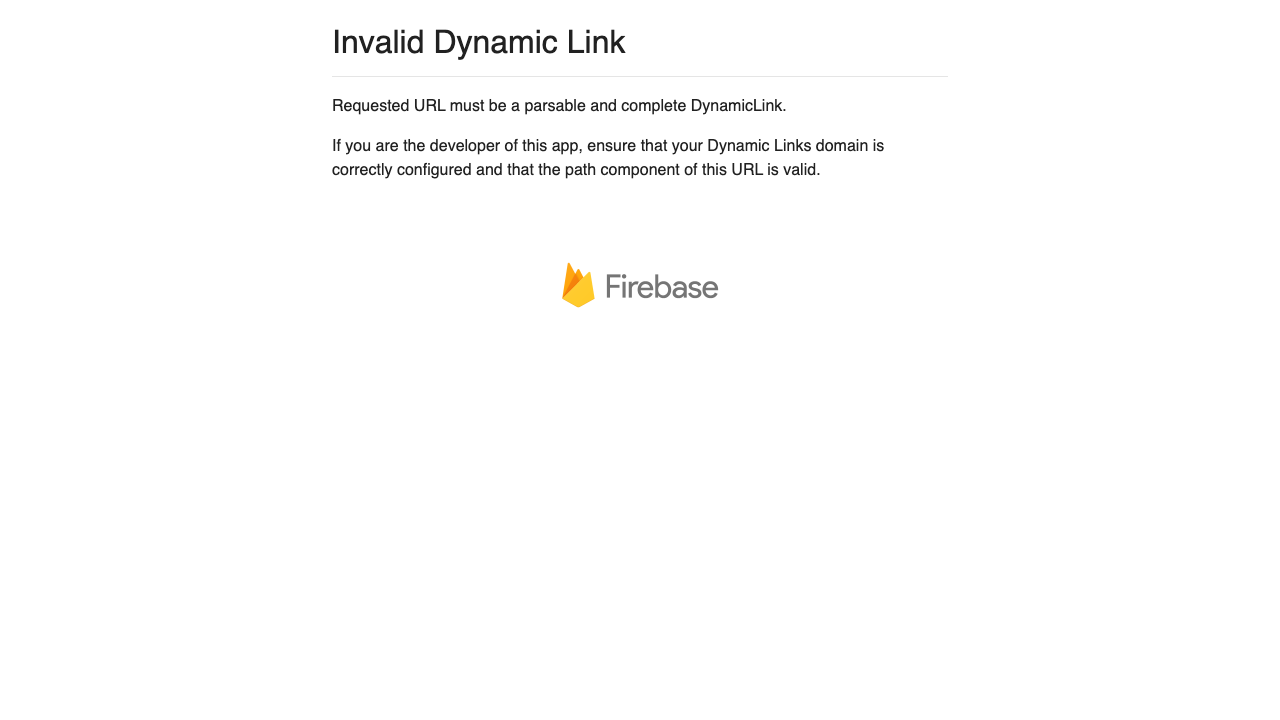 Invalid Dynamic Link
Requested URL must be a parsable and complete DynamicLink.
If you are the developer of this app, ensure that your Dynamic Links domain is
correctly configured and that the path component of this URL is valid.
Firebase